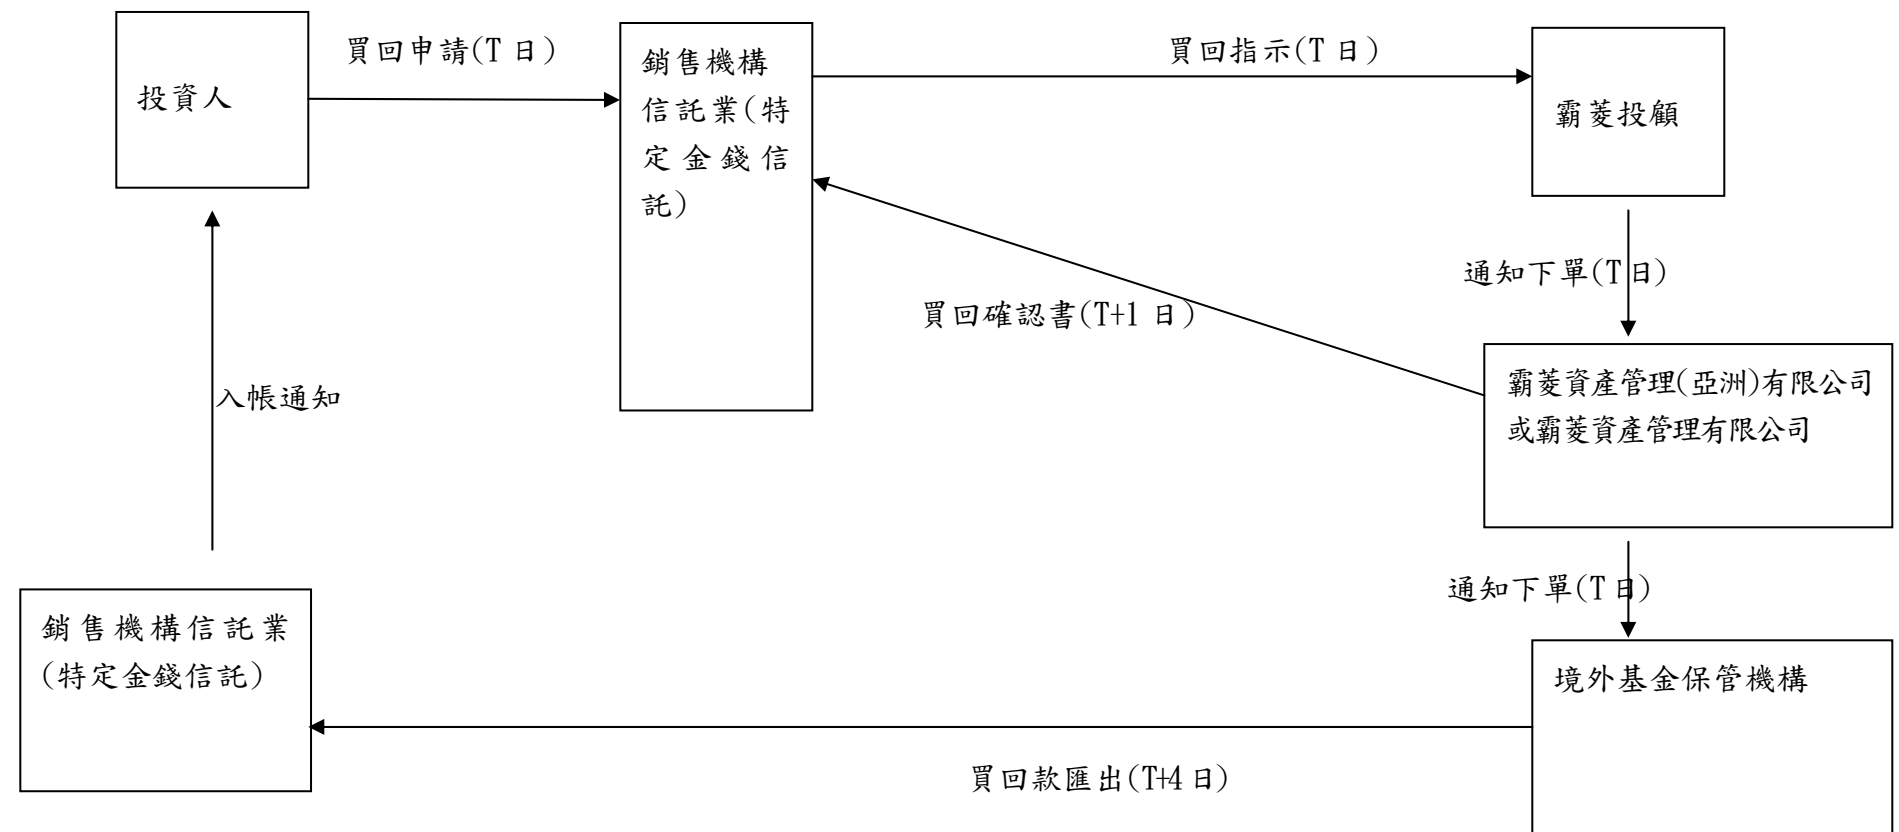 投資人
買回申請(T 日)
銷售機構
信託業(特
定金錢信
託)
買回指示(T 日)
霸菱投顧
通知下單(T 日)
買回確認書(T+1 日)
霸菱資產管理(亞洲)有限公司
或霸菱資產管理有限公司
入帳通知
通知下單(T 日)
銷售機構信託業
(特定金錢信託)
境外基金保管機構
買回款匯出(T+4 日)